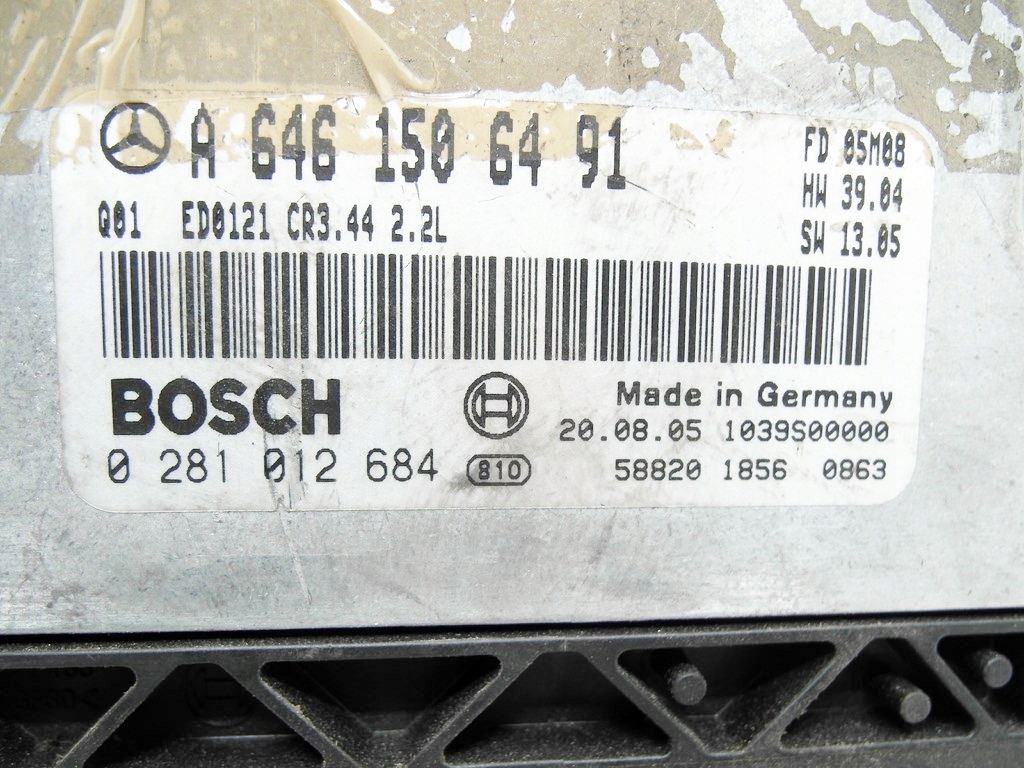 A 646 150 64 91
FD 05M08
HW 39.04
Q01 ED0121 CR3.44 2.2L
SW 13.05
BOSCH
Made in Germany
20.08.05 1039S00000
0 281 012 684
810
58820 1856 0863